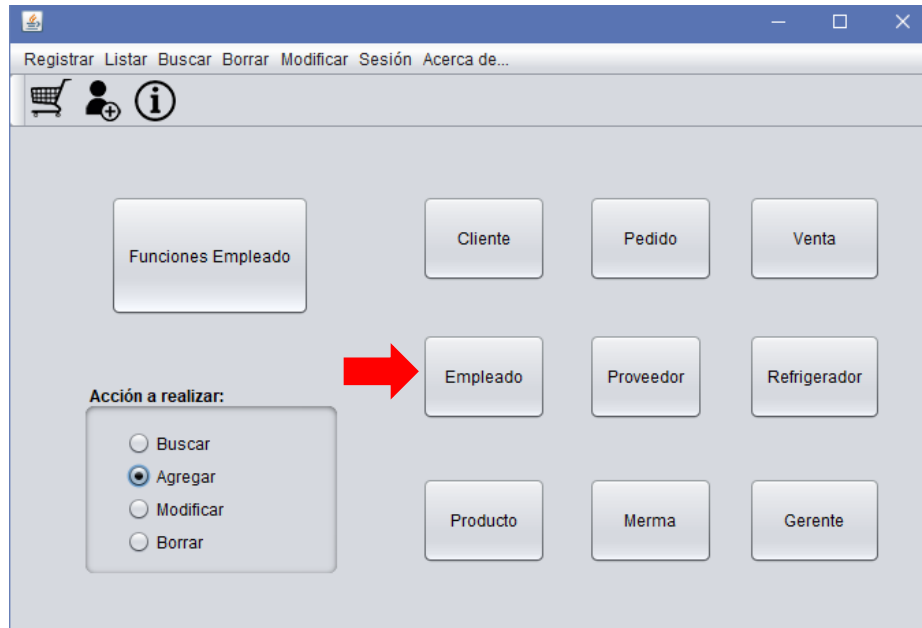 Registrar Listar Buscar Borrar Modificar Sesión Acerca de...
Funciones Empleado
Cliente Pedido Venta
Empleado Proveedor Refrigerador
Acción a realizar:
Buscar
Agregar
Modificar
Borrar
Producto Merma Gerente